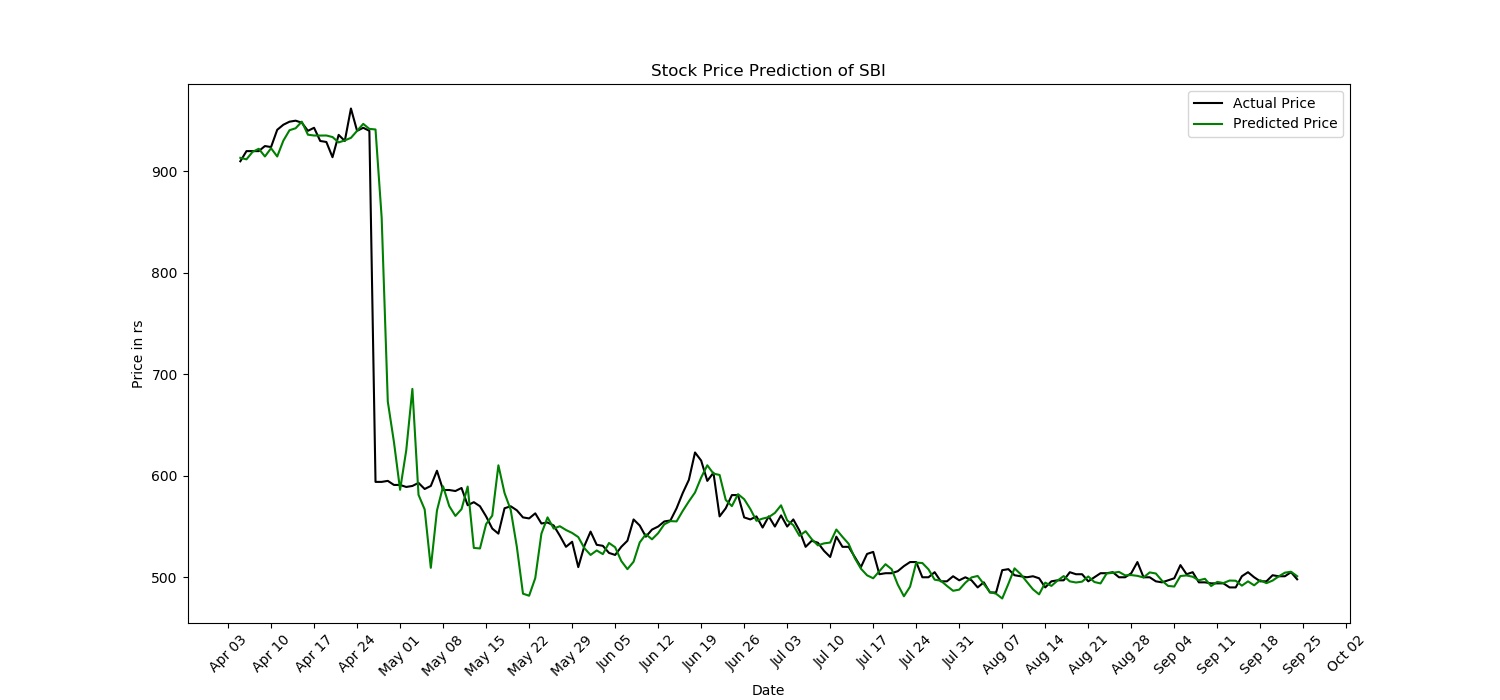 Stock Price Prediction of SBI
Actual Price
Predicted Price
Price in rs
900
800
700
600
500
Apr 03
Apr 10
Apr 17
Apr 24
May 01
May 08
May 15
May 22
May 29
Jun 05
Jun 12
Jun 19
Jun 26
Jul 03
Jul 10
Jul 17
Jul 24
Jul 31
Aug 07
Aug 14
Aug 21
Aug 28
Sep 04
Sep 11
Sep 18
Sep 25
Oct 02
Date